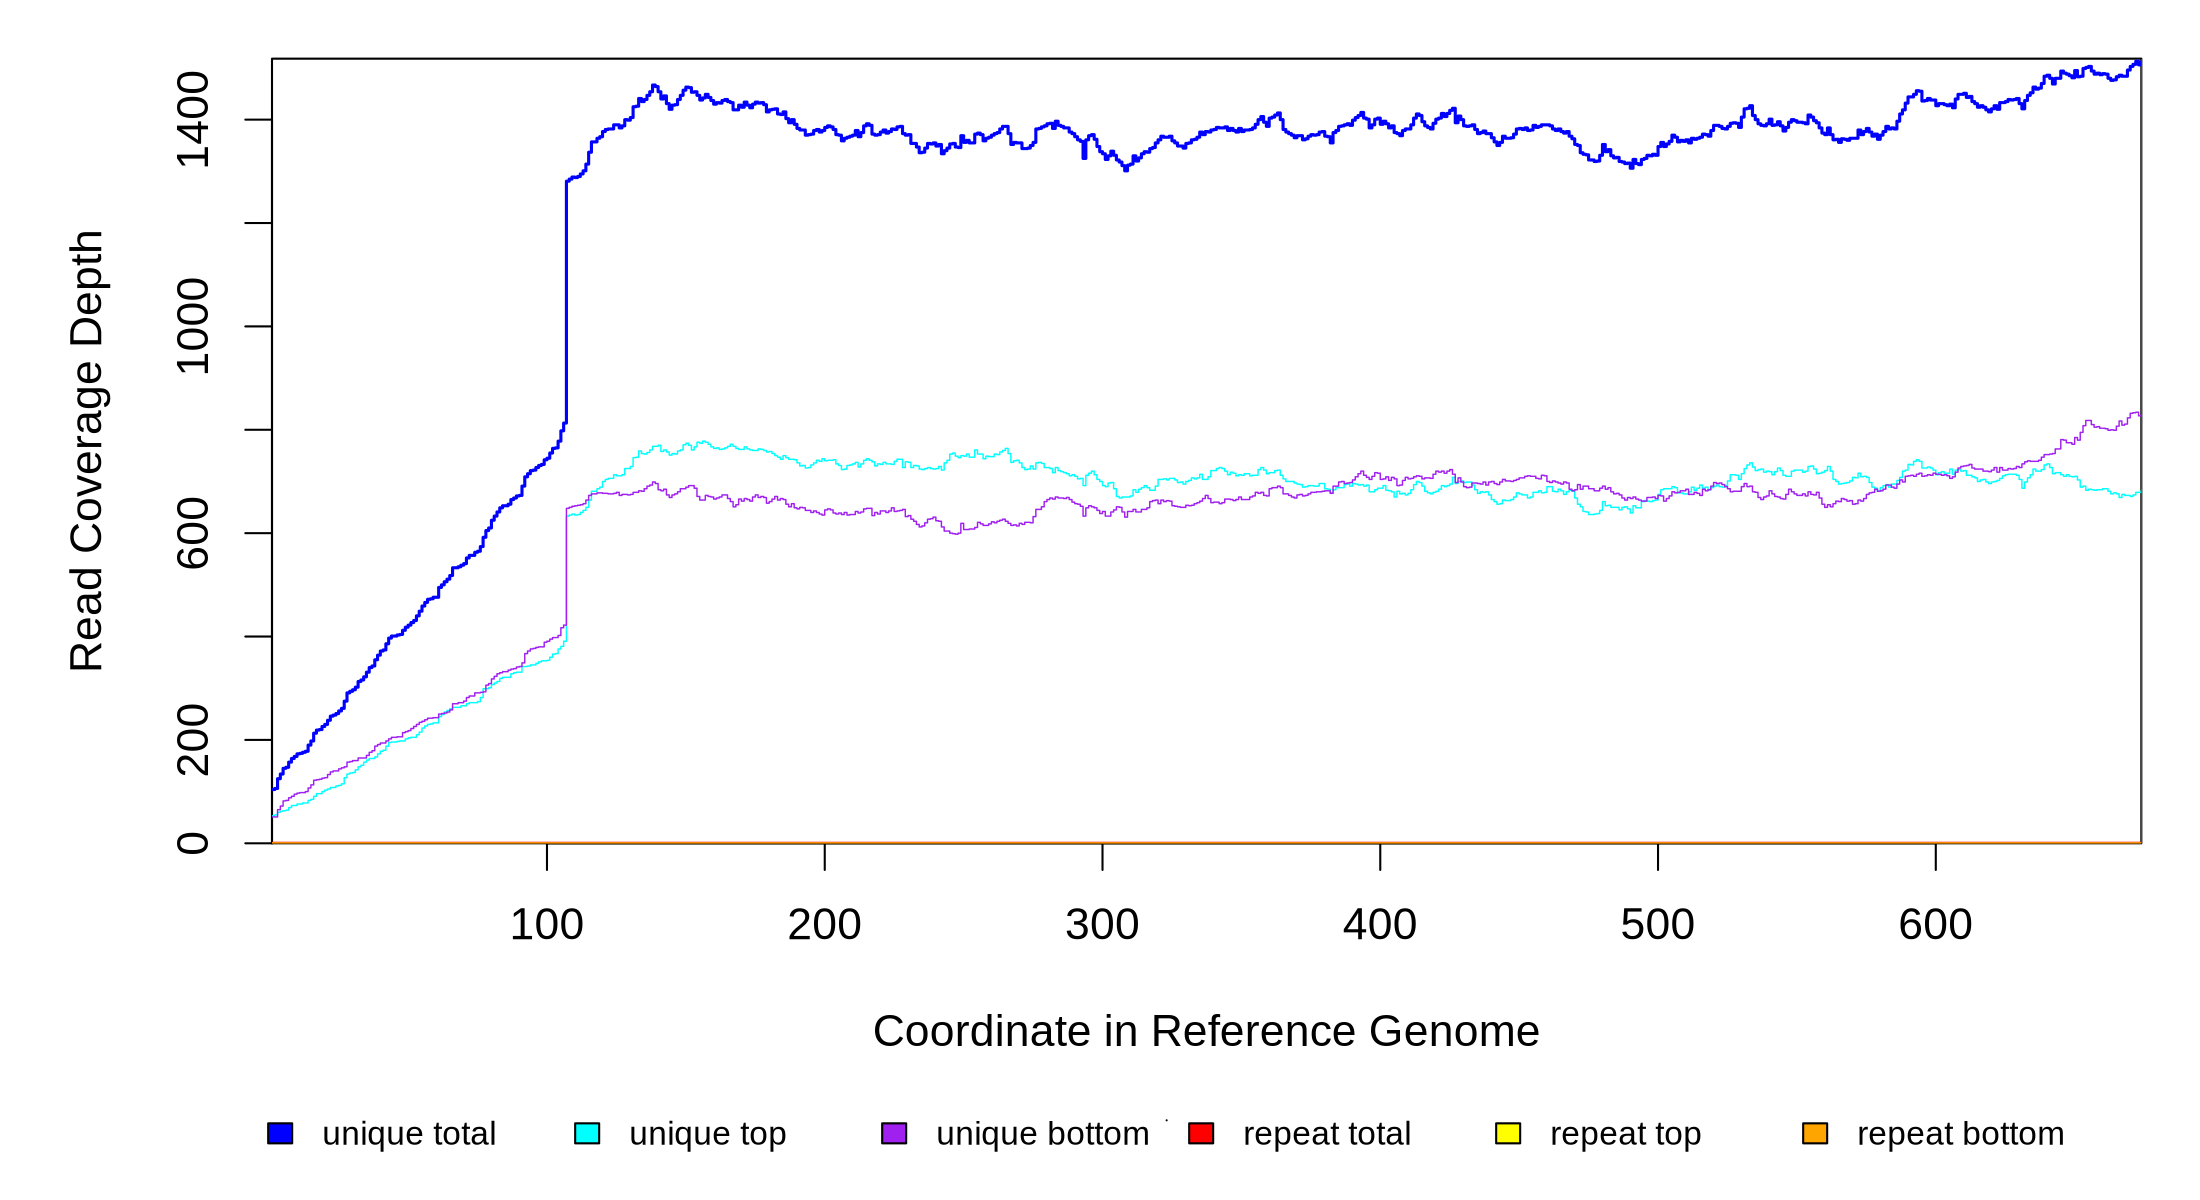 Read Coverage Depth
1400
1000
600
200
0
100 200 300 400 500 600
Coordinate in Reference Genome
unique total unique top unique bottom repeat total repeat top repeat bottom